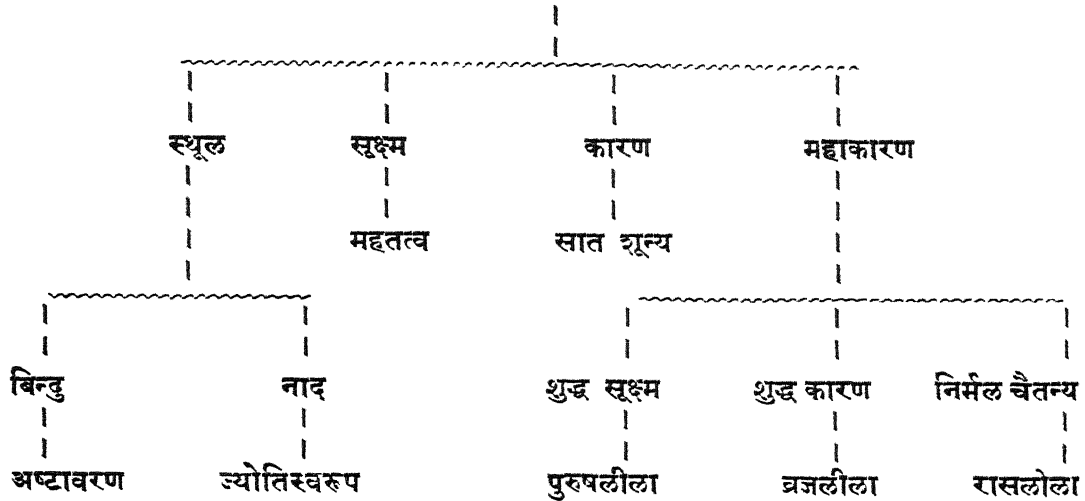 स्थूल सूक्ष्म कारण महाकारण
महतत्व सात शून्य
बिन्दु नाद शुद्ध सूक्ष्म शुद्ध कारण निर्मल चैतन्य
अष्टावरण ज्योतिस्वरूप पुरुषलीला व्रजलीला रासलोला